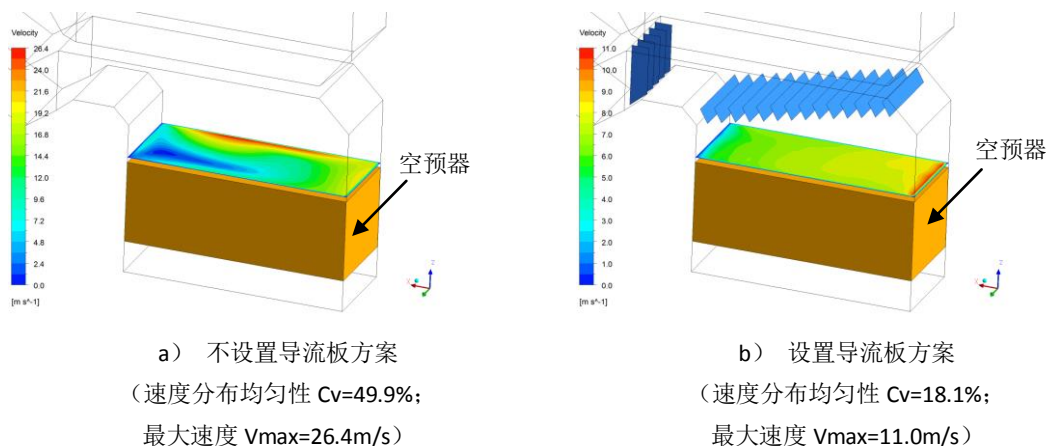 Velocity
26.4
24.0
21.6
19.2
16.8
14.4
12.0
9.6
7.2
4.8
2.4
0.0
[m s^-1]
空预器
Z
X
a） 不设置导流板方案
（速度分布均匀性 Cv=49.9%;
最大速度 Vmax=26.4m/s）
Velocity
11.0
10.0
9.0
8.0
7.0
6.0
5.0
4.0
3.0
2.0
1.0
0.0
[m s^-1]
空预器
Z
X
b） 设置导流板方案
（速度分布均匀性 Cv=18.1%;
最大速度 Vmax=11.0m/s）